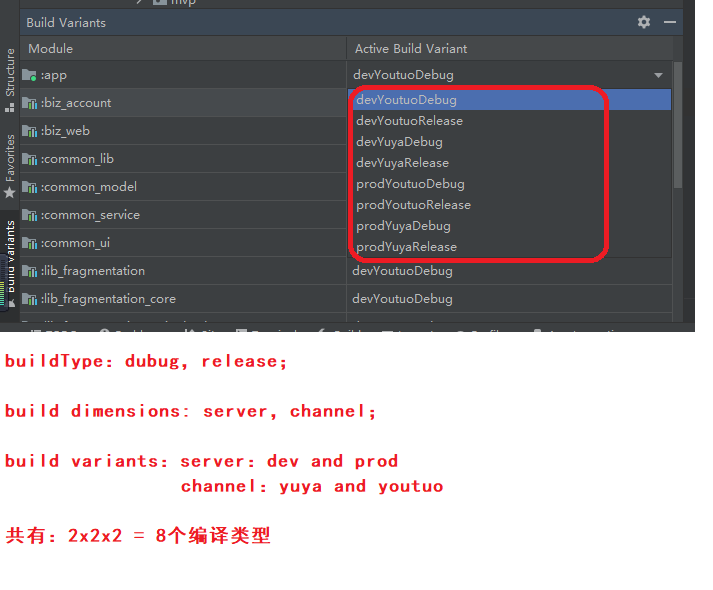 mvp
Build Variants
Module
Active Build Variant
:app
devYoutuoDebug
:biz_account
devYoutuoDebug
:biz_web
devYoutuoRelease
:common_lib
devYuyaDebug
:common_model
devYuyaRelease
:common_service
prodYoutuoDebug
:common_ui
prodYoutuoRelease
prodYuyaDebug
prodYuyaRelease
:lib_fragmentation
devYoutuoDebug
:lib_fragmentation_core
devYoutuoDebug
Structure
Favorites
Build Variants
buildType: dubug, release;
build dimensions: server, channel;
build variants: server: dev and prod
channel: yuya and youtuo
共有: 2x2x2 = 8个编译类型